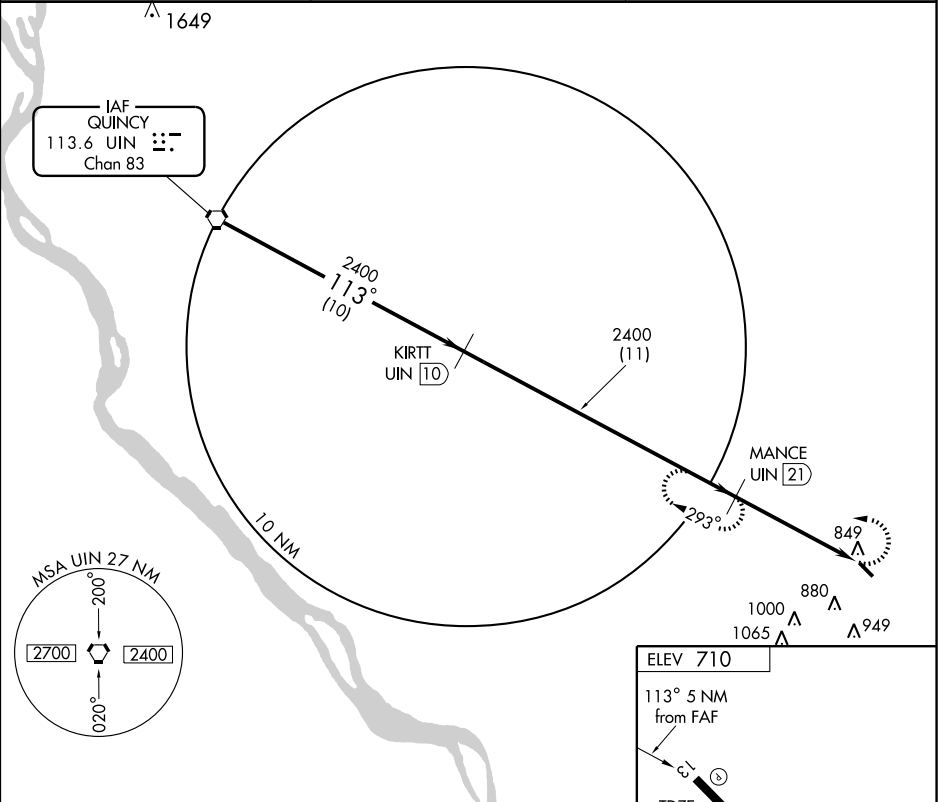 1649
IAF
QUINCY
113.6 UIN
Chan 83
2400
113°
(10)
2400
(11)
KIRTT
UIN 10
MANCE
UIN 21
293°
10 NM
849
880
1000
949
1065
MSA UIN 27 NM
200°
2700
2400
020°
ELEV 710
113° 5 NM
from FAF
13
P